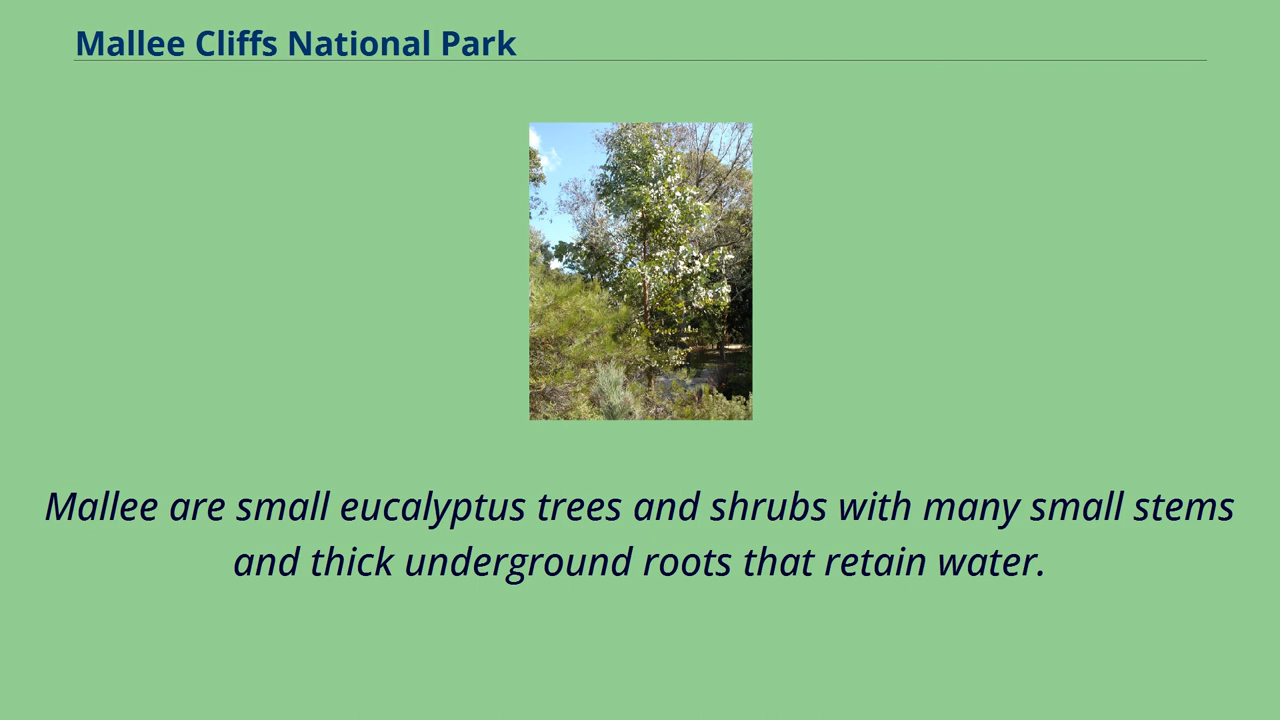 Mallee Cliffs National Park
Mallee are small eucalyptus trees and shrubs with many small stems
and thick underground roots that retain water.